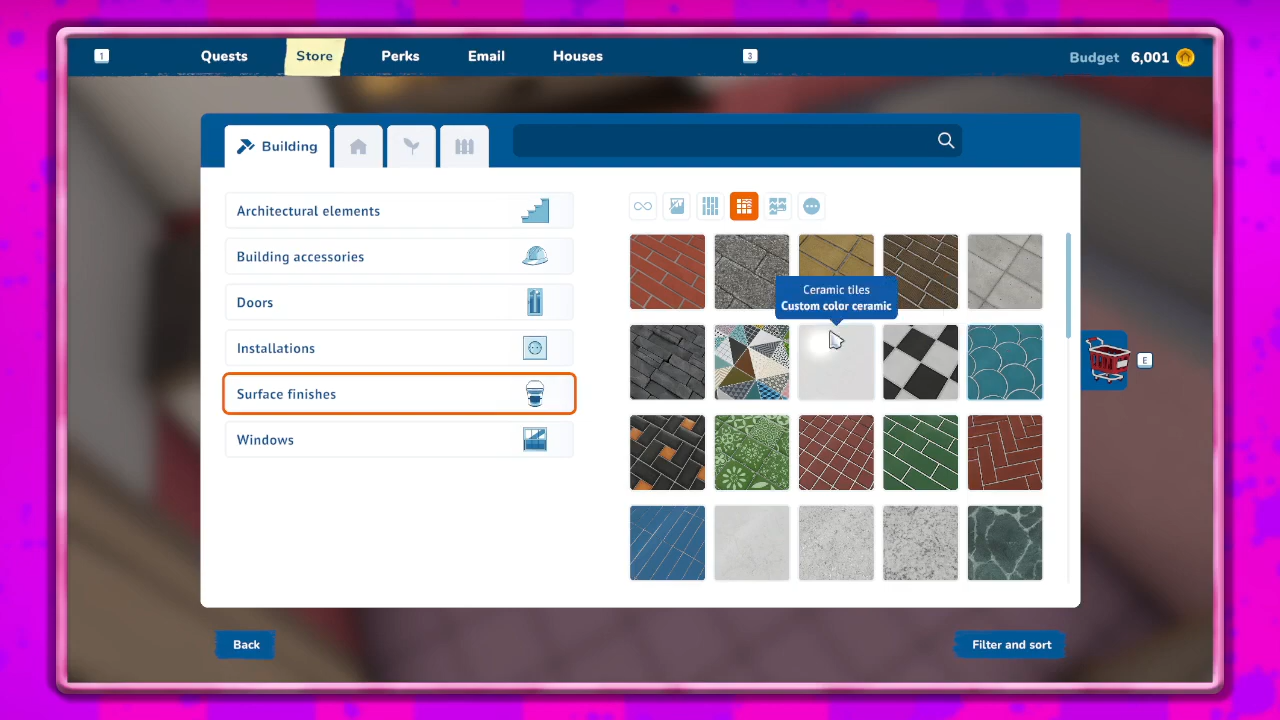 1
Quests
Store
Perks
Email
Houses
3
Budget 6,001
Building
Architectural elements
Building accessories
Doors
Installations
Surface finishes
Windows
Ceramic tiles
Custom color ceramic
E
Back
Filter and sort